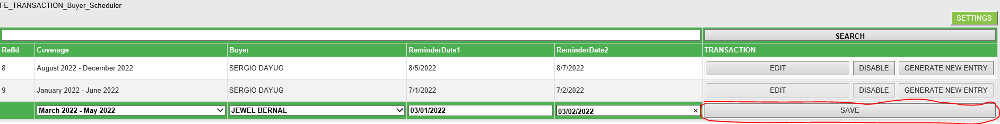 FE_TRANSACTION_Buyer_Scheduler
SETTINGS
SEARCH
RefId Coverage Buyer ReminderDate1 ReminderDate2 TRANSACTION
8 August 2022 - December 2022 SERGIO DAYUG 8/5/2022 8/7/2022 EDIT DISABLE GENERATE NEW ENTRY
9 January 2022 - June 2022 SERGIO DAYUG 7/1/2022 7/2/2022 EDIT DISABLE GENERATE NEW ENTRY
March 2022 - May 2022 JEWEL BERNAL 03/01/2022 03/02/2022 × SAVE